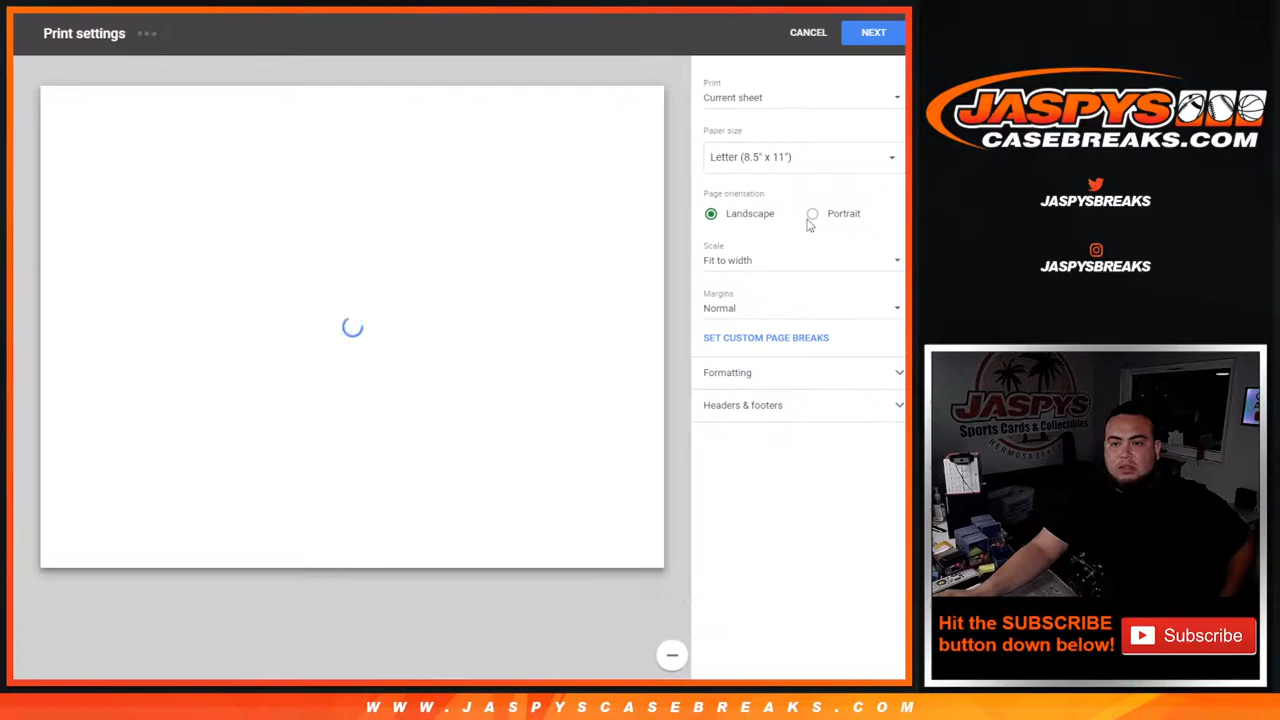 Print settings
CANCEL
NEXT
Print
Current sheet
Paper size
Letter (8.5" x 11")
Page orientation
Landscape
Portrait
Scale
Fit to width
Margins
Normal
SET CUSTOM PAGE BREAKS
Formatting
Headers & footers
JASPYS
CASEBREAKS.COM
JASPYSBREAKS
JASPYSBREAKS
JASPYS
Sports Cards & Collectibles
HERMOSA BEACH
Hit the SUBSCRIBE
button down below!
Subscribe
WWW.JASPYSCASEBREAKS.COM